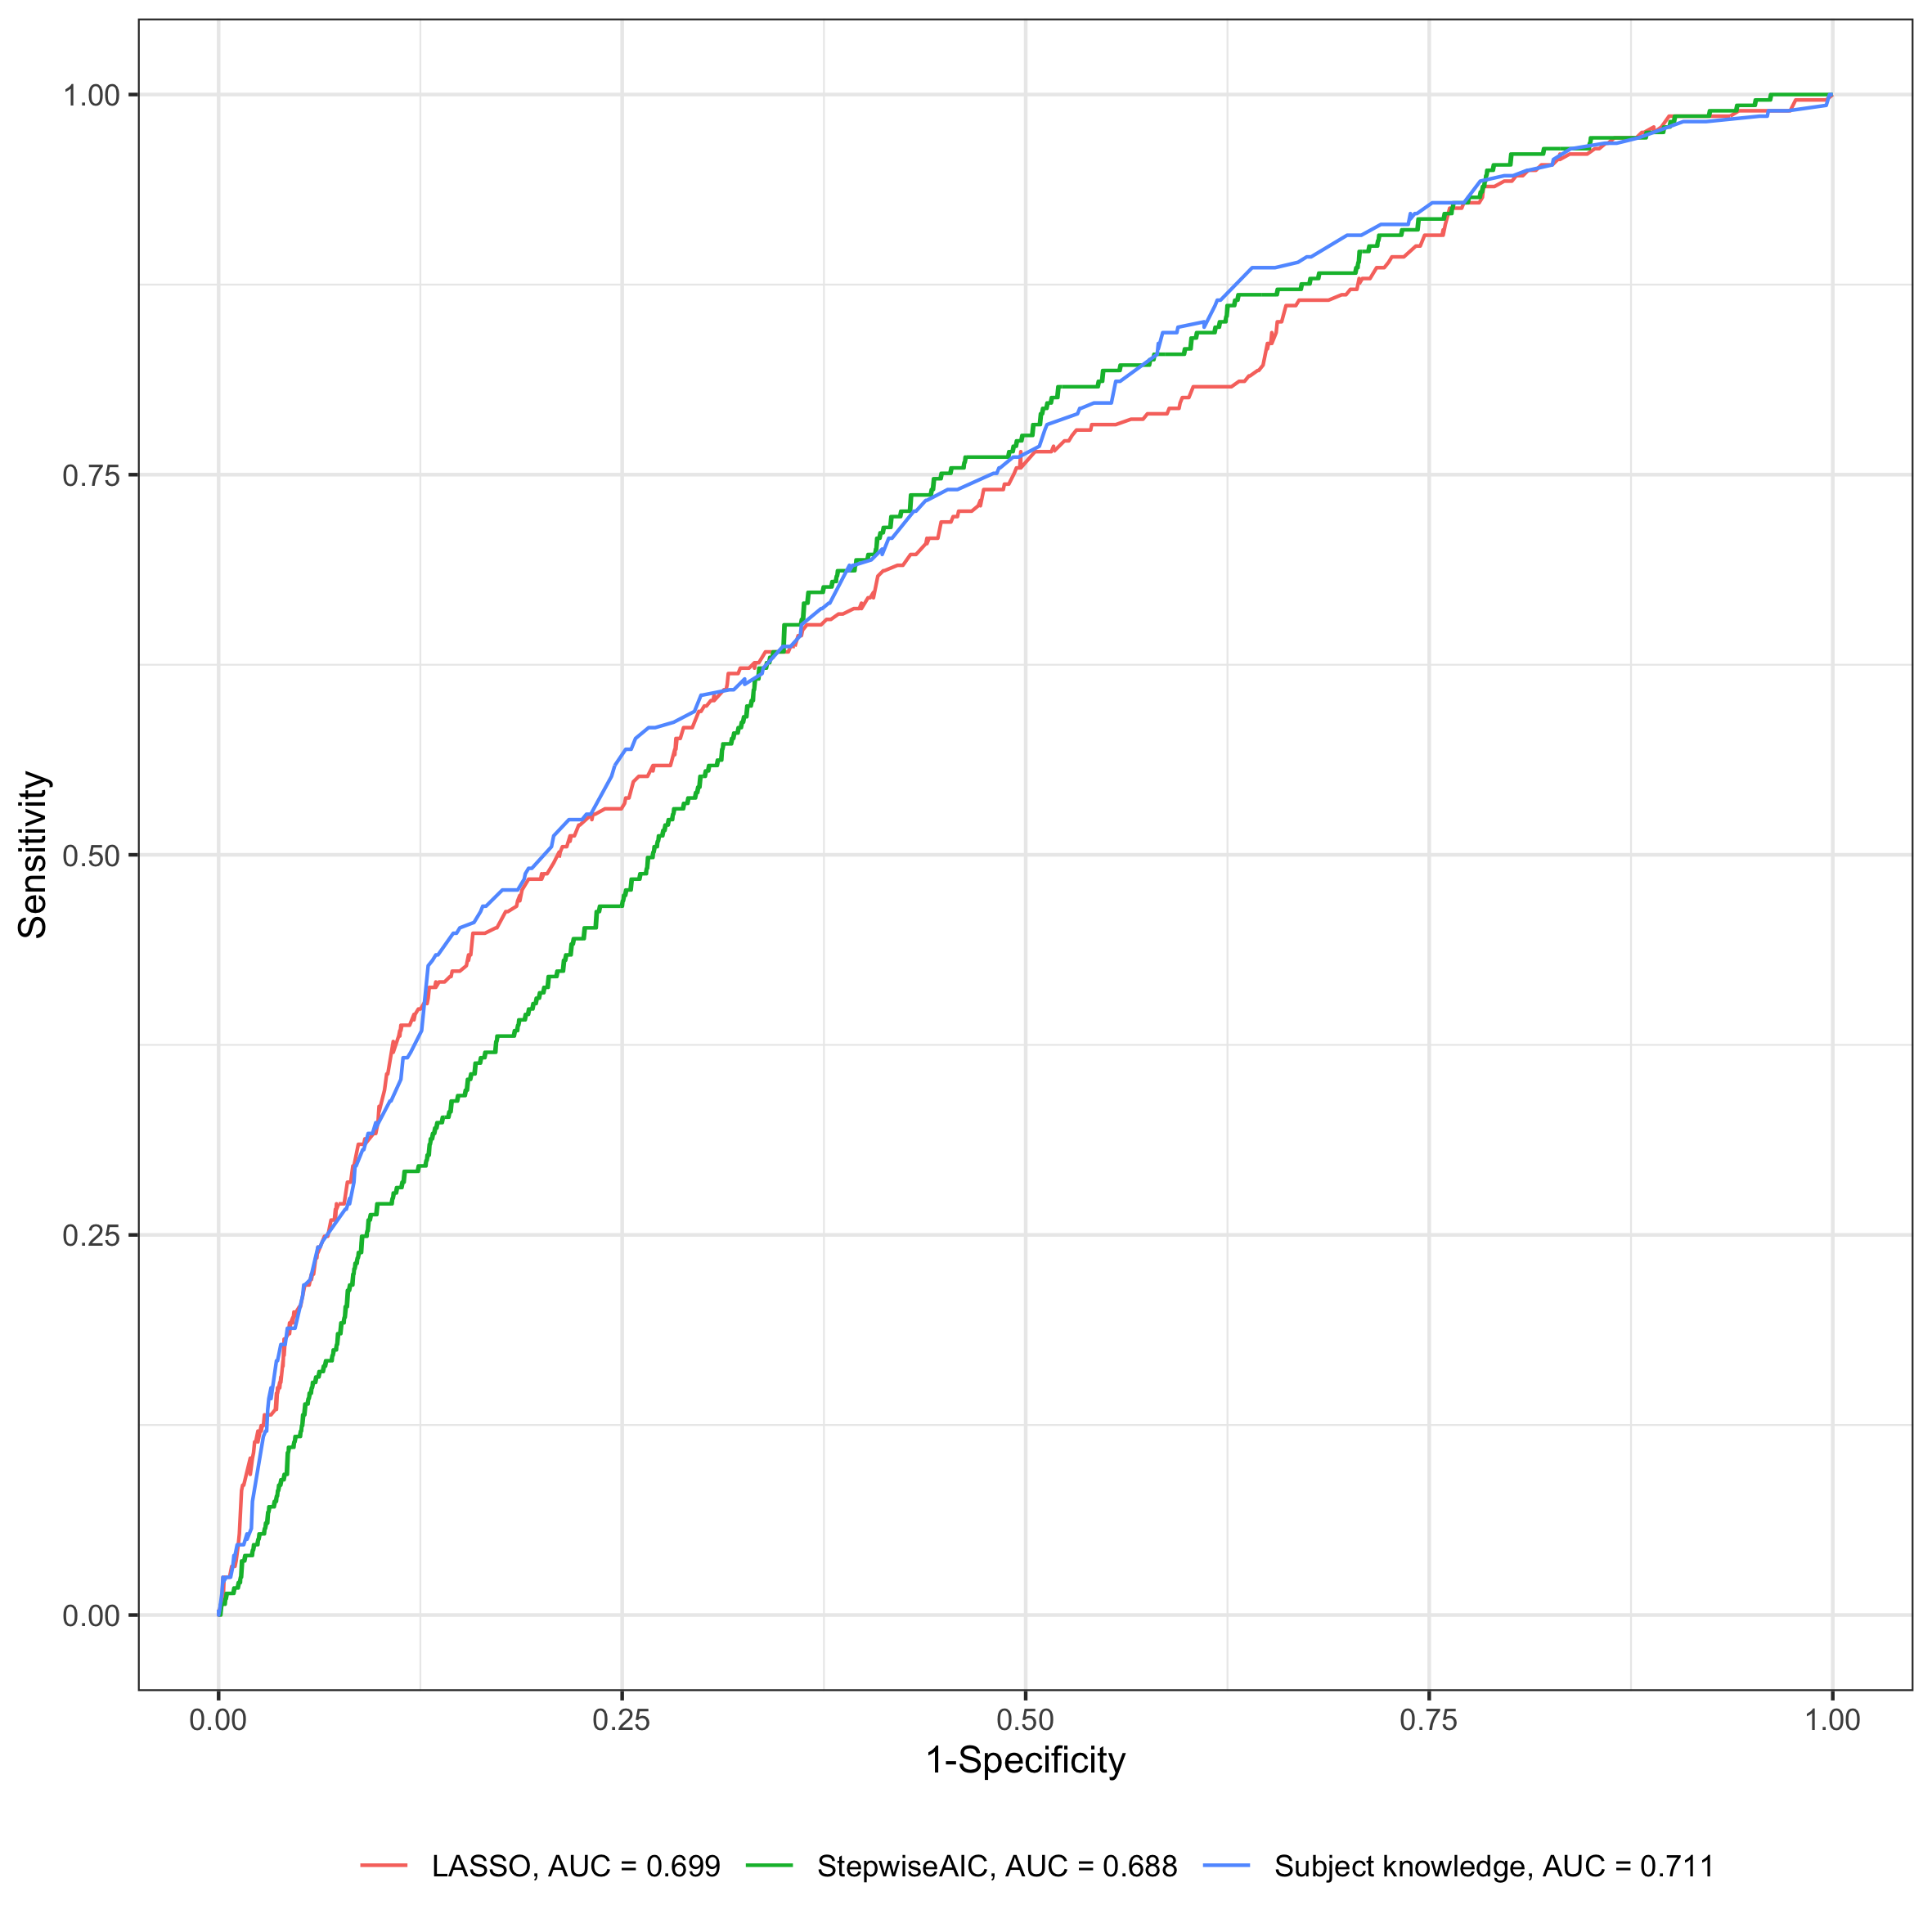 1.00
0.75
0.50
0.25
0.00
Sensitivity
0.00 0.25 0.50 0.75 1.00
1-Specificity
LASSO, AUC = 0.699 StepwiseAIC, AUC = 0.688 Subject knowledge, AUC = 0.711